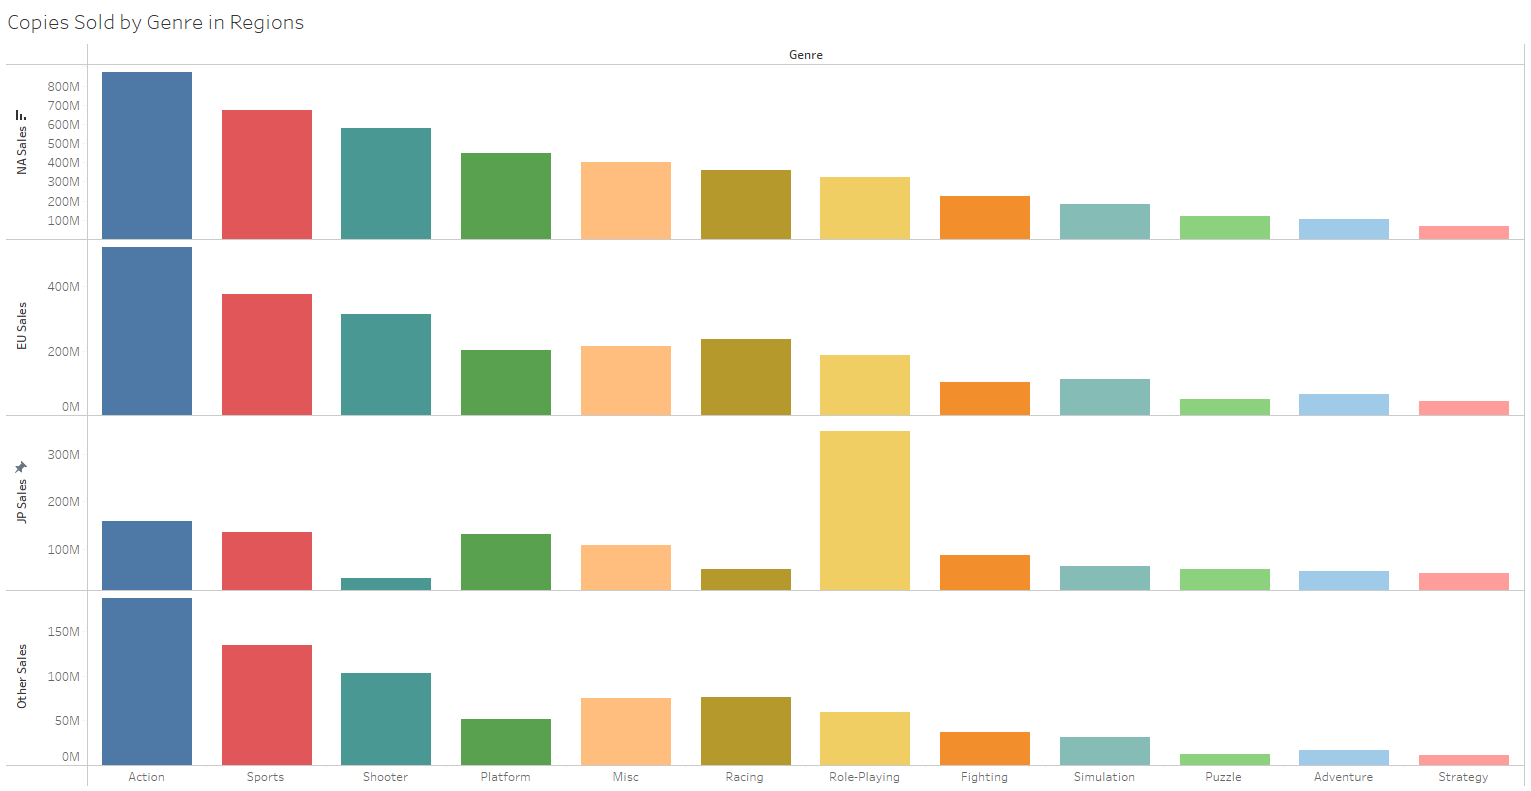 Copies Sold by Genre in Regions
Genre
NA Sales
800M
700M
600M
500M
400M
300M
200M
100M
EU Sales
400M
200M
0M
JP Sales
300M
200M
100M
Other Sales
150M
100M
50M
0M
Action Sports Shooter Platform Misc Racing Role-Playing Fighting Simulation Puzzle Adventure Strategy